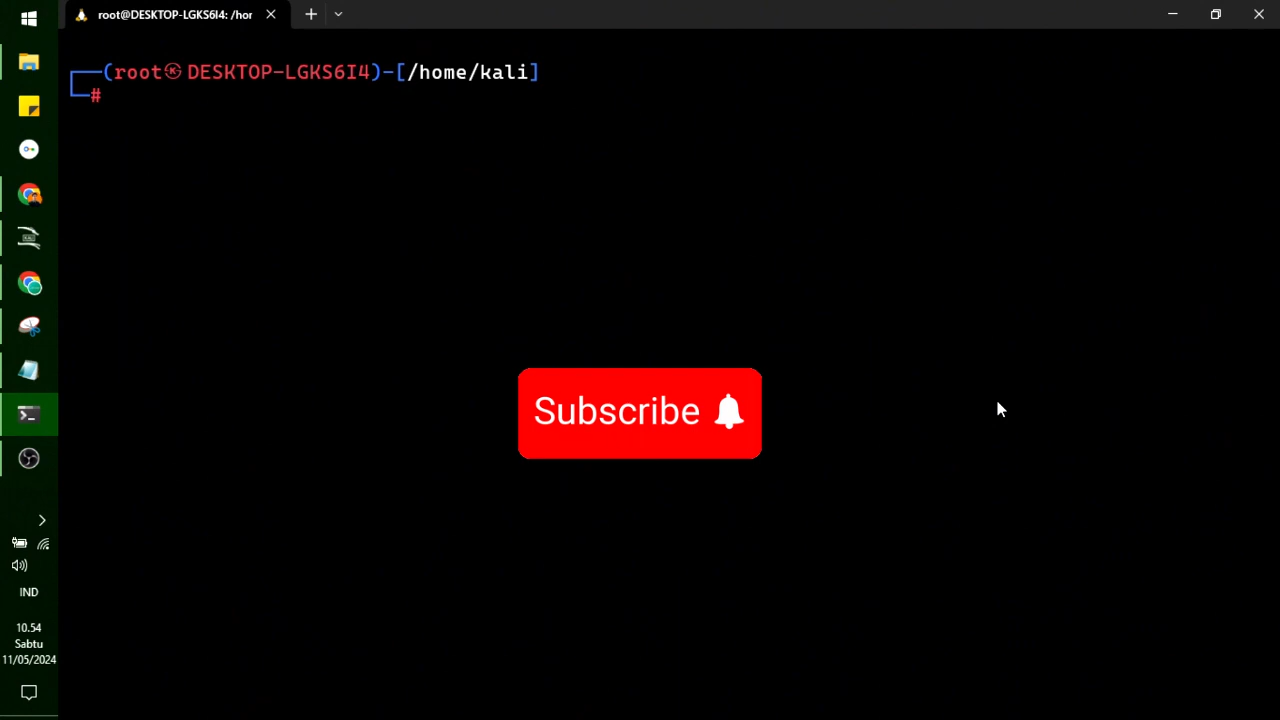 root@DESKTOP-LGKS6I4: /hor
┌──(root㉿DESKTOP-LGKS6I4)-[/home/kali]
└─#
Subscribe
IND
10.54
Sabtu
11/05/2024